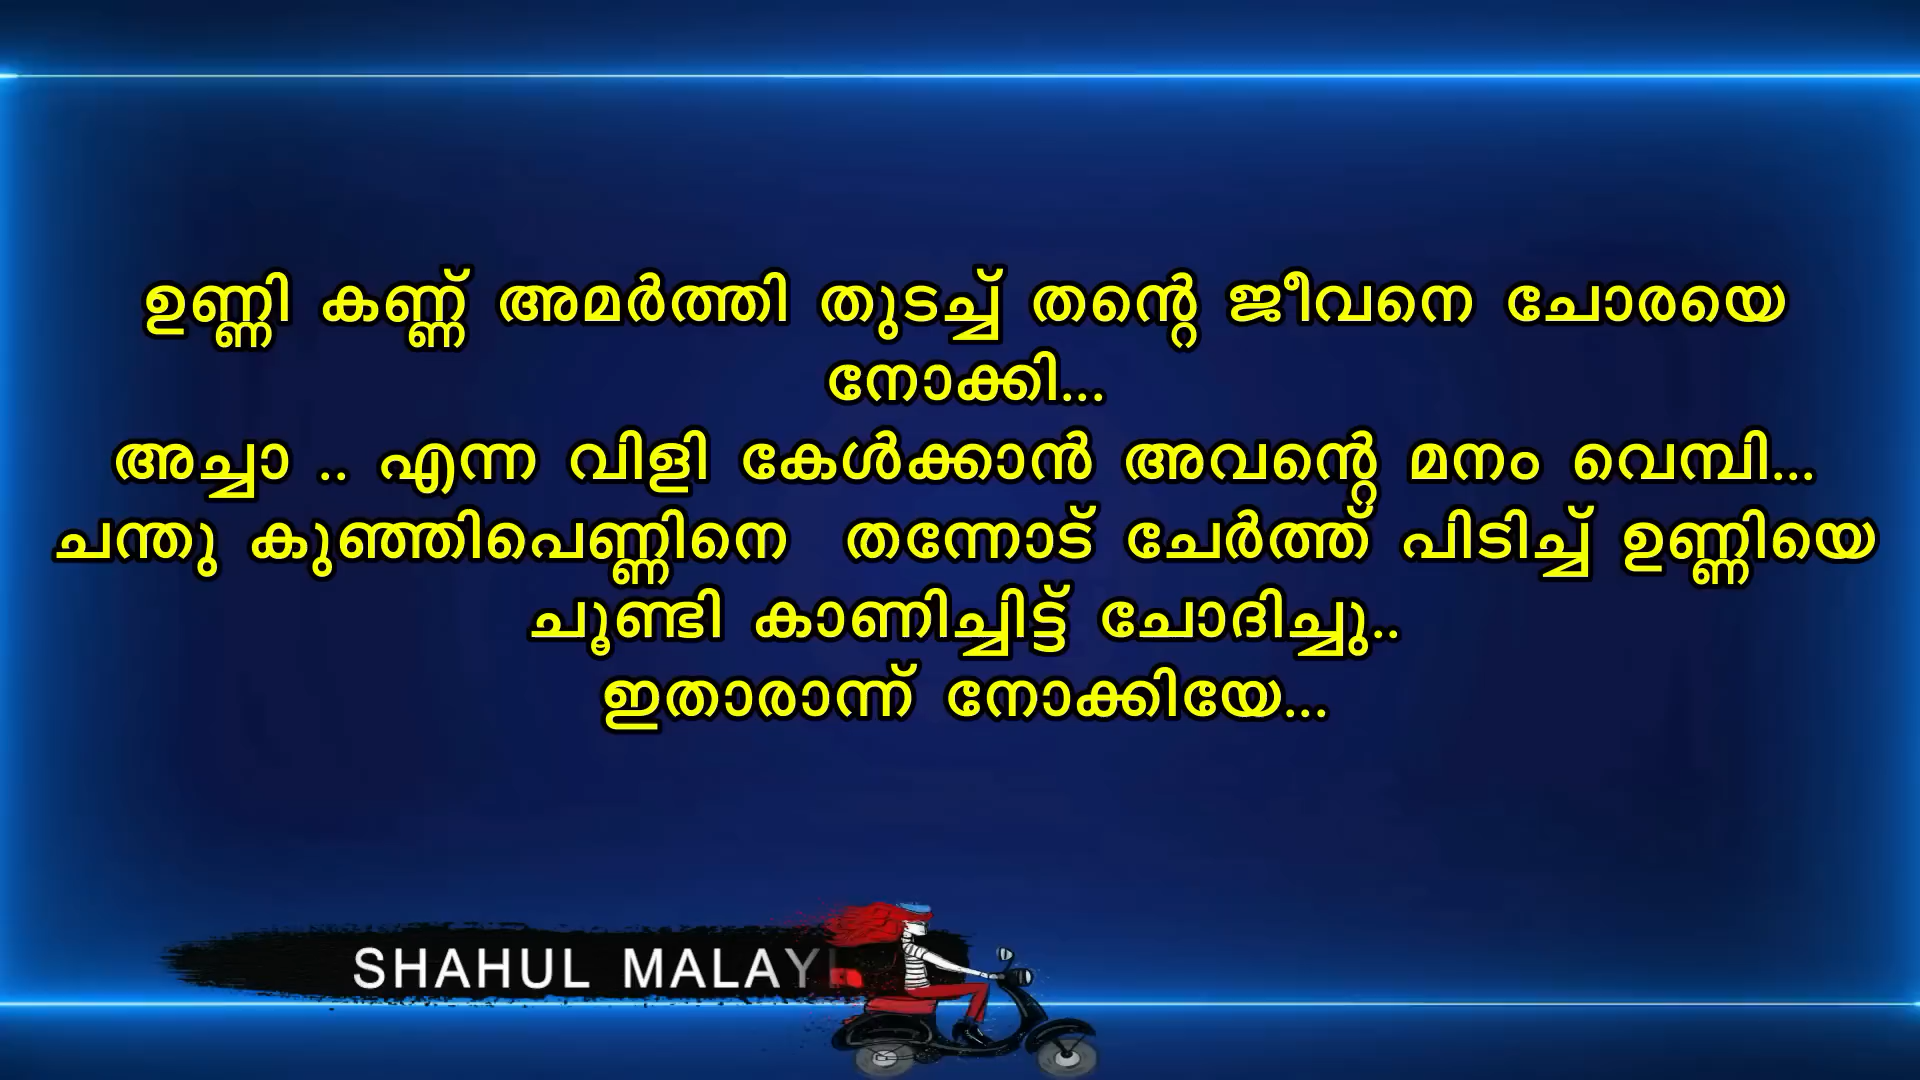 ഉണ്ണി കണ്ണ് അമർത്തി തുടച്ച് തന്റെ ജീവനെ ചോരയെ
നോക്കി...
അച്ചാ .. എന്ന വിളി കേൾക്കാൻ അവന്റെ മനം വെമ്പി...
ചന്തു കുഞ്ഞിപെണ്ണിനെ  തന്നോട് ചേർത്ത് പിടിച്ച് ഉണ്ണിയെ
ചൂണ്ടി കാണിച്ചിട്ട് ചോദിച്ചു..
ഇതാരാന്ന് നോക്കിയേ...
SHAHUL MALAY